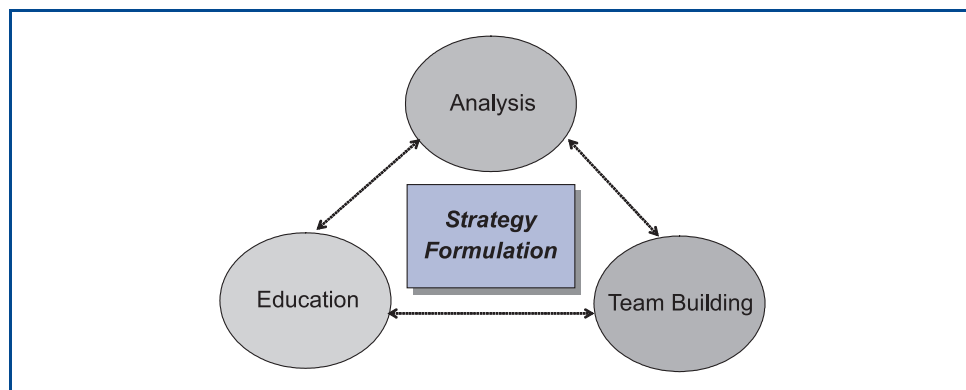 Analysis
Strategy
Formulation
Education
Team Building